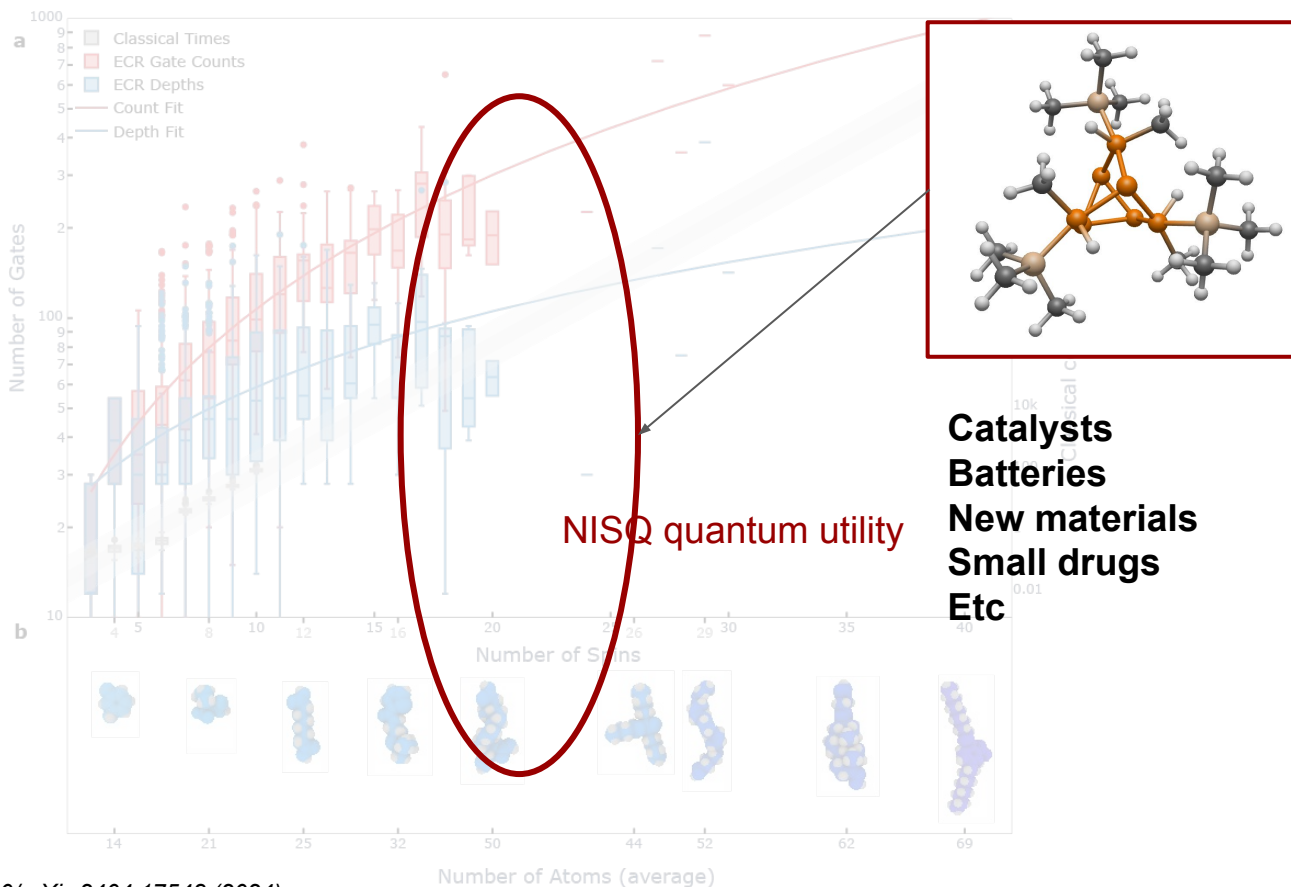 1000
9
8
7
6
5
4
3
2
100
9
8
7
6
5
4
3
2
10
a
Classical Times
ECR Gate Counts
ECR Depths
Count Fit
Depth Fit
Number of Gates
10k
0.01
Classical c
Catalysts
Batteries
New materials
Small drugs
Etc
NISQ quantum utility
5 10 15 20 25 30 35 40
4 8 12 16 26 29
Number of Spins
b
14 21 25 32 50 44 52 62 69
Number of Atoms (average)